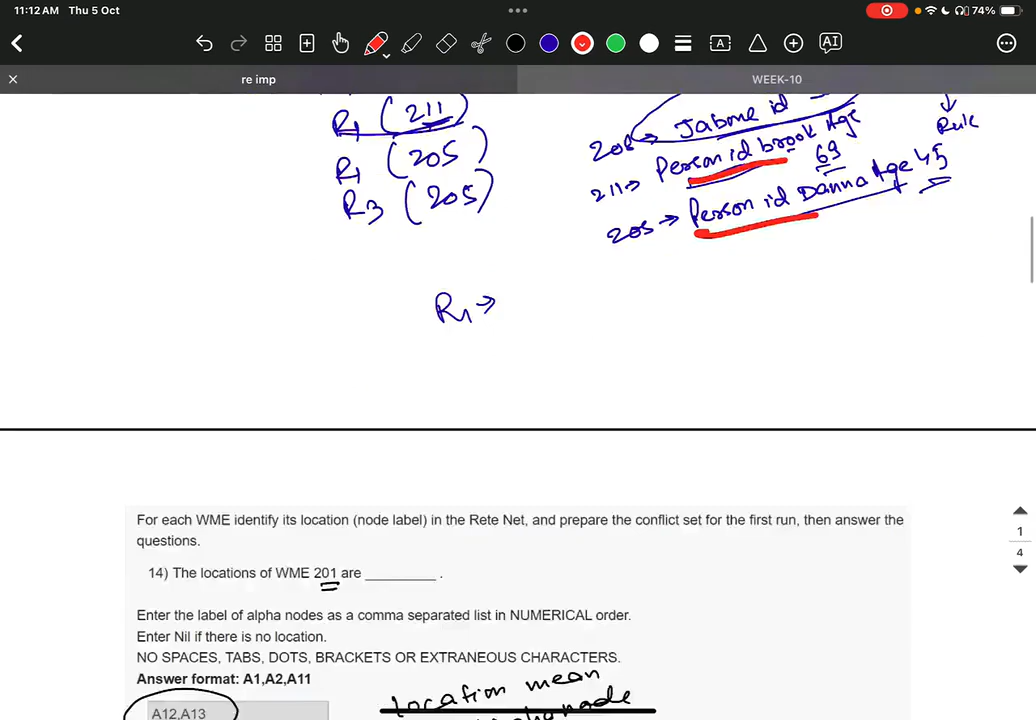 11:12 AM Thu 5 Oct
74%
A
AI
re imp
WEEK-10
R1 (211)
R1 (205)
R3 (205)
Jabme id
Person id brook Age
69
211→
Person id Danna Age 45
205→
Rule
R1 →
For each WME identify its location (node label) in the Rete Net, and prepare the conflict set for the first run, then answer the
questions.
14) The locations of WME 201 are ________ .
Enter the label of alpha nodes as a comma separated list in NUMERICAL order.
Enter Nil if there is no location.
NO SPACES, TABS, DOTS, BRACKETS OR EXTRANEOUS CHARACTERS.
Answer format: A1,A2,A11
A12,A13
location mean
1
4